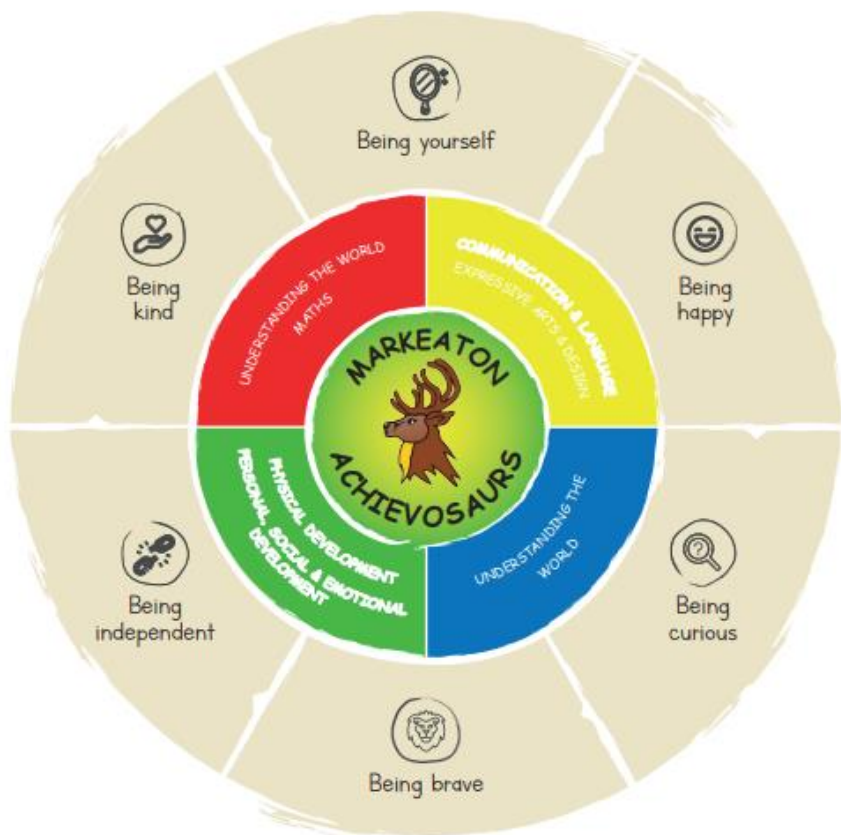 Being yourself
Being
happy
Being
curious
Being brave
Being
independent
Being
kind
UNDERSTANDING THE WORLD
MATHS
COMMUNICATION & LANGUAGE
EXPRESSIVE ARTS & DESIGN
UNDERSTANDING THE
WORLD
PHYSICAL DEVELOPMENT
PERSONAL, SOCIAL & EMOTIONAL
DEVELOPMENT
MARKEATON
ACHIEVOSAURS